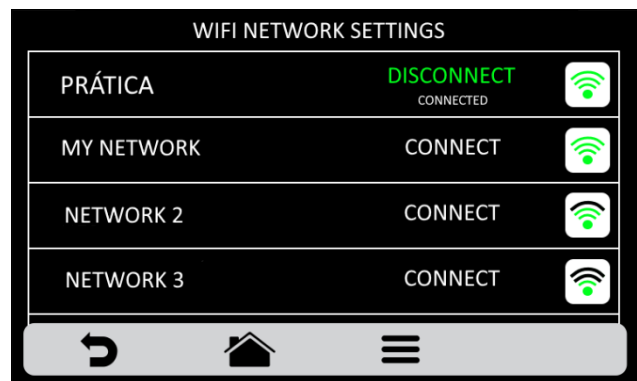 WIFI NETWORK SETTINGS
PRÁTICA DISCONNECT
CONNECTED
MY NETWORK CONNECT
NETWORK 2 CONNECT
NETWORK 3 CONNECT